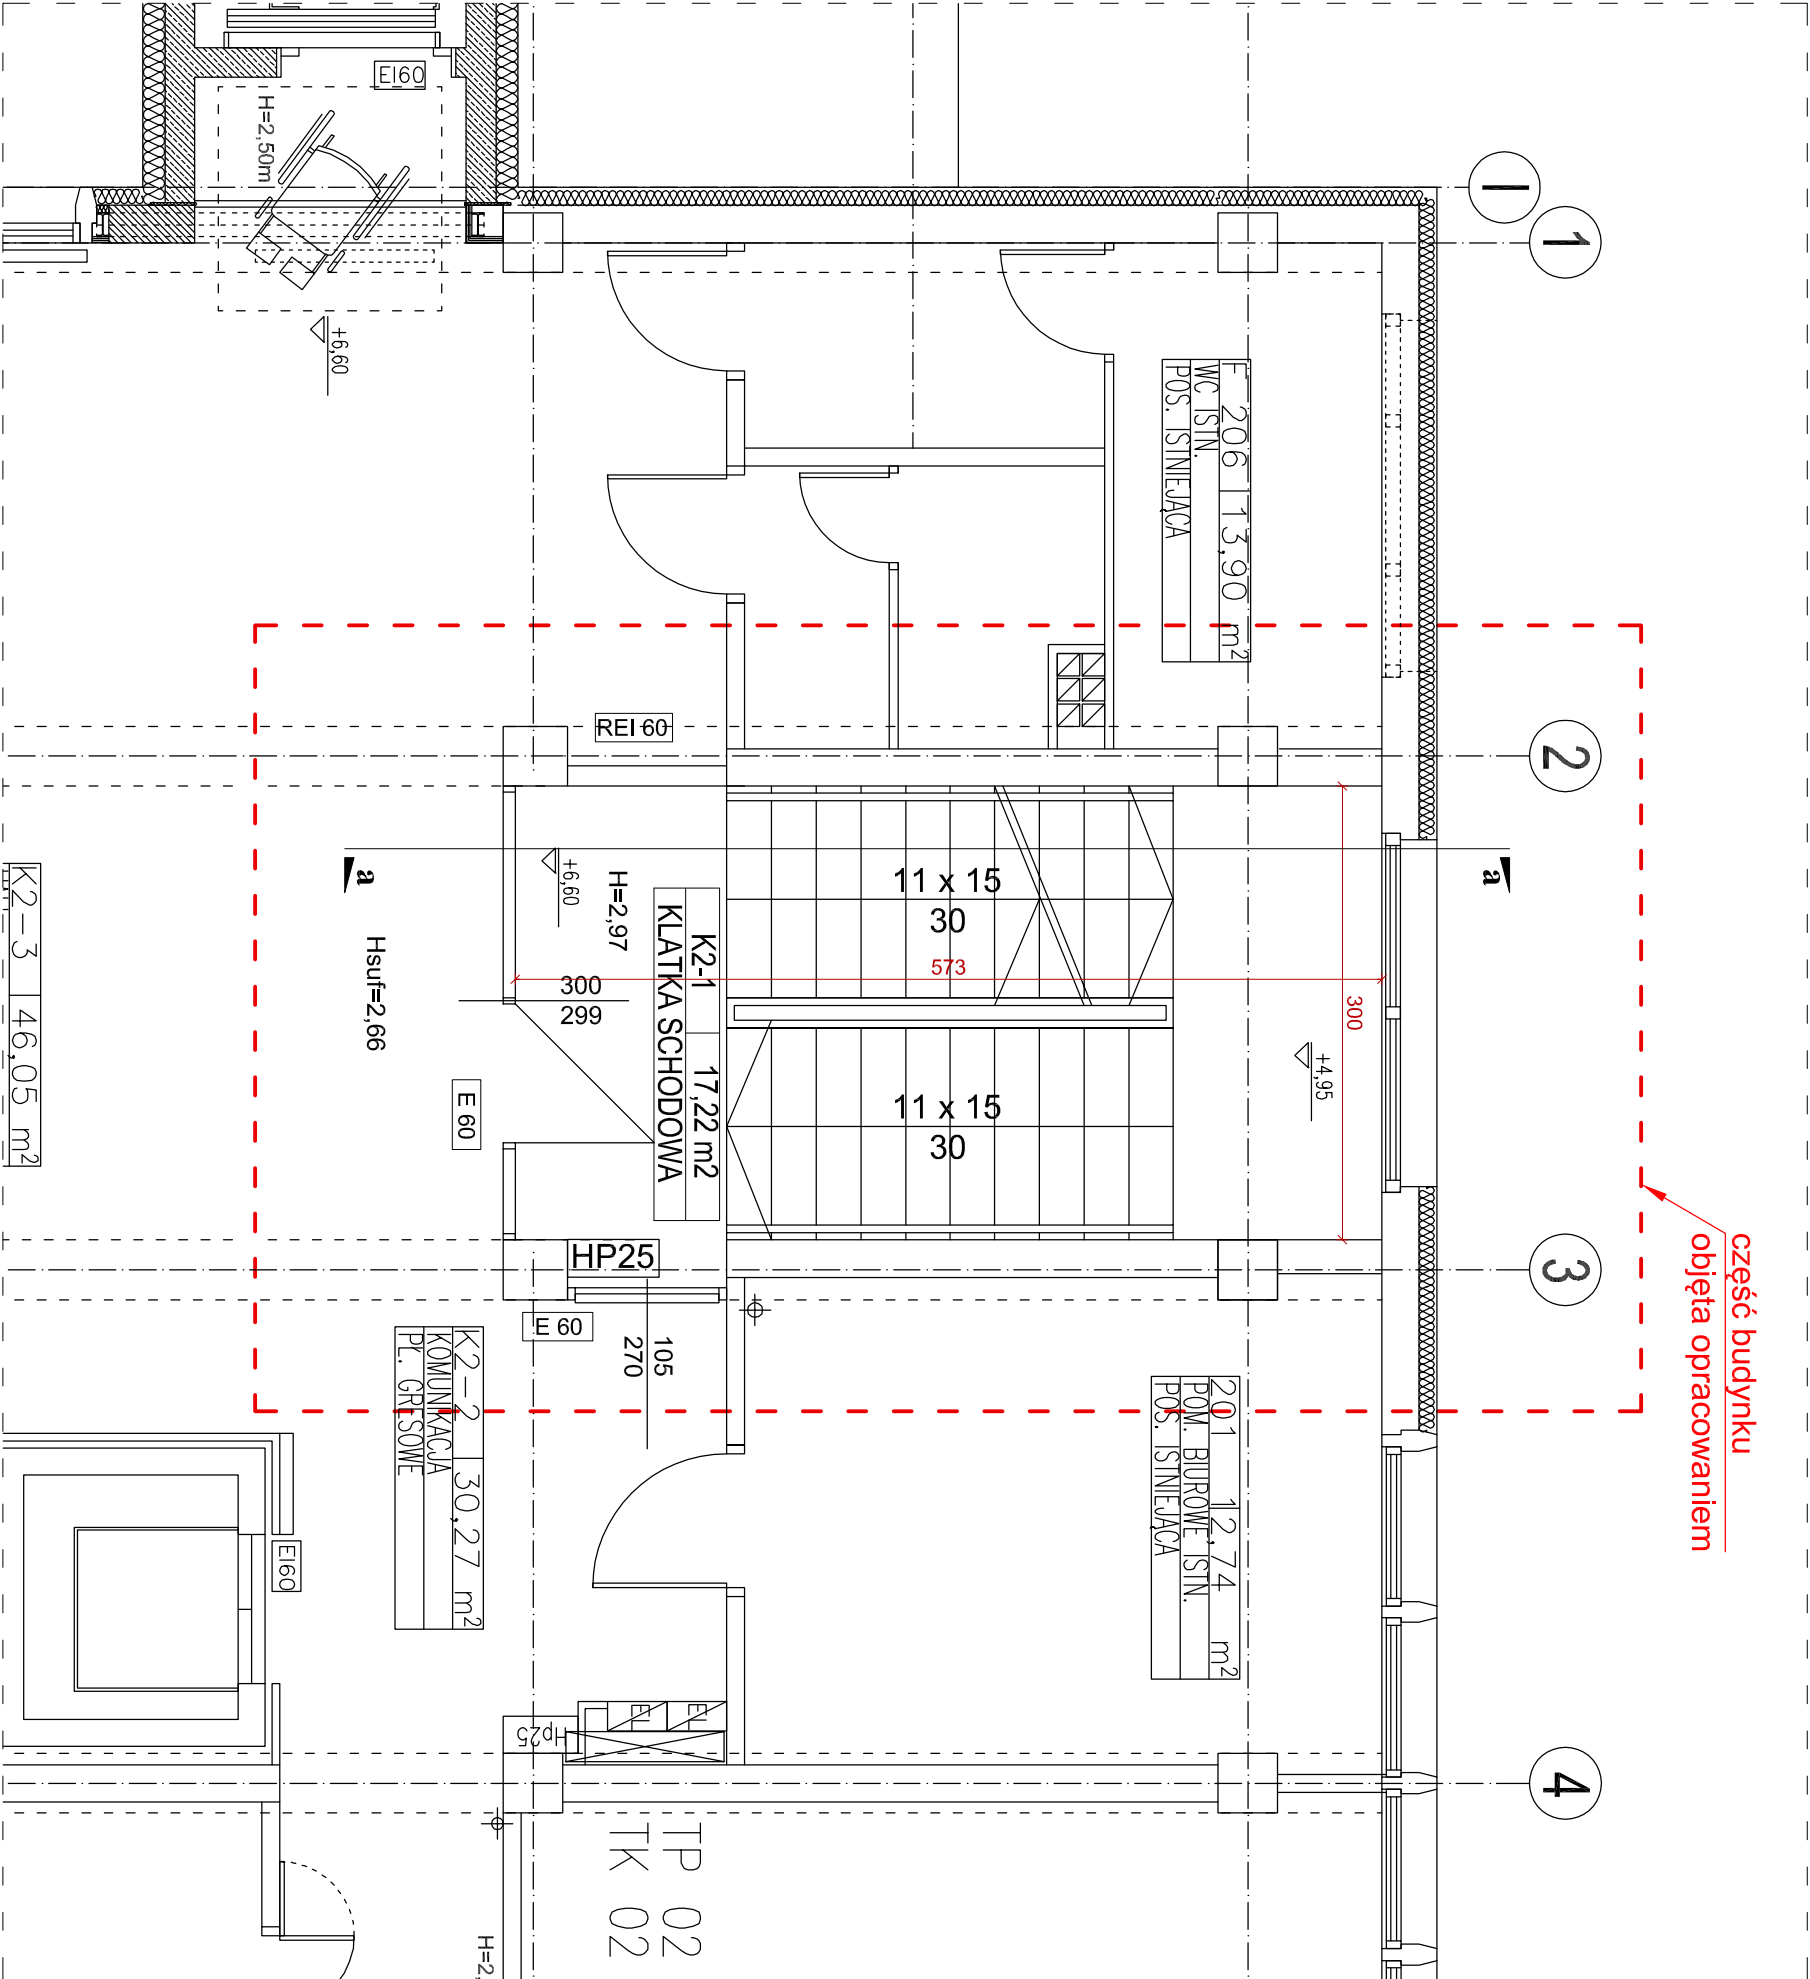 I
1
2
3
4
EI60
H=2,50m
+6,60
F 206 13,90 m²
WC ISTN.
POS. ISTNIEJĄCA
REI 60
a
a
11 x 15
30
11 x 15
30
573
300
+6,60
H=2,97
K2-1 17,22 m2
KLATKA SCHODOWA
300
299
+4,95
Hsuf=2,66
E 60
K2-3 46,05 m²
HP25
E 60
105
270
część budynku
objęta opracowaniem
K2-2 30,27 m²
KOMUNIKACJA
PŁ. GRESOWE
201 12,74 m²
POM. BIUROWE ISTN.
POS. ISTNIEJĄCA
EI60
EL
EL
Hp25
TP 02
TK 02
H=2,